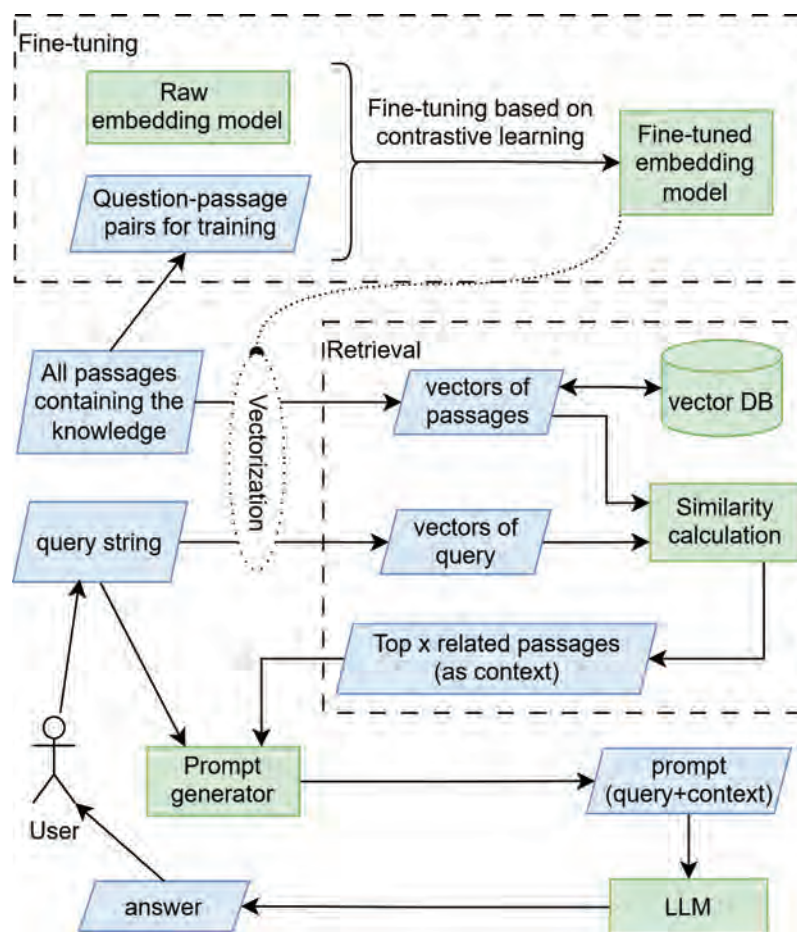 Fine-tuning
Raw
embedding model
Fine-tuning based on
contrastive learning
Fine-tuned
embedding
model
Question-passage
pairs for training
Retrieval
All passages
containing the
knowledge
Vectorization
vectors of
passages
vector DB
query string
vectors of
query
Similarity
calculation
Top x related passages
(as context)
User
Prompt
generator
prompt
(query+context)
answer
LLM